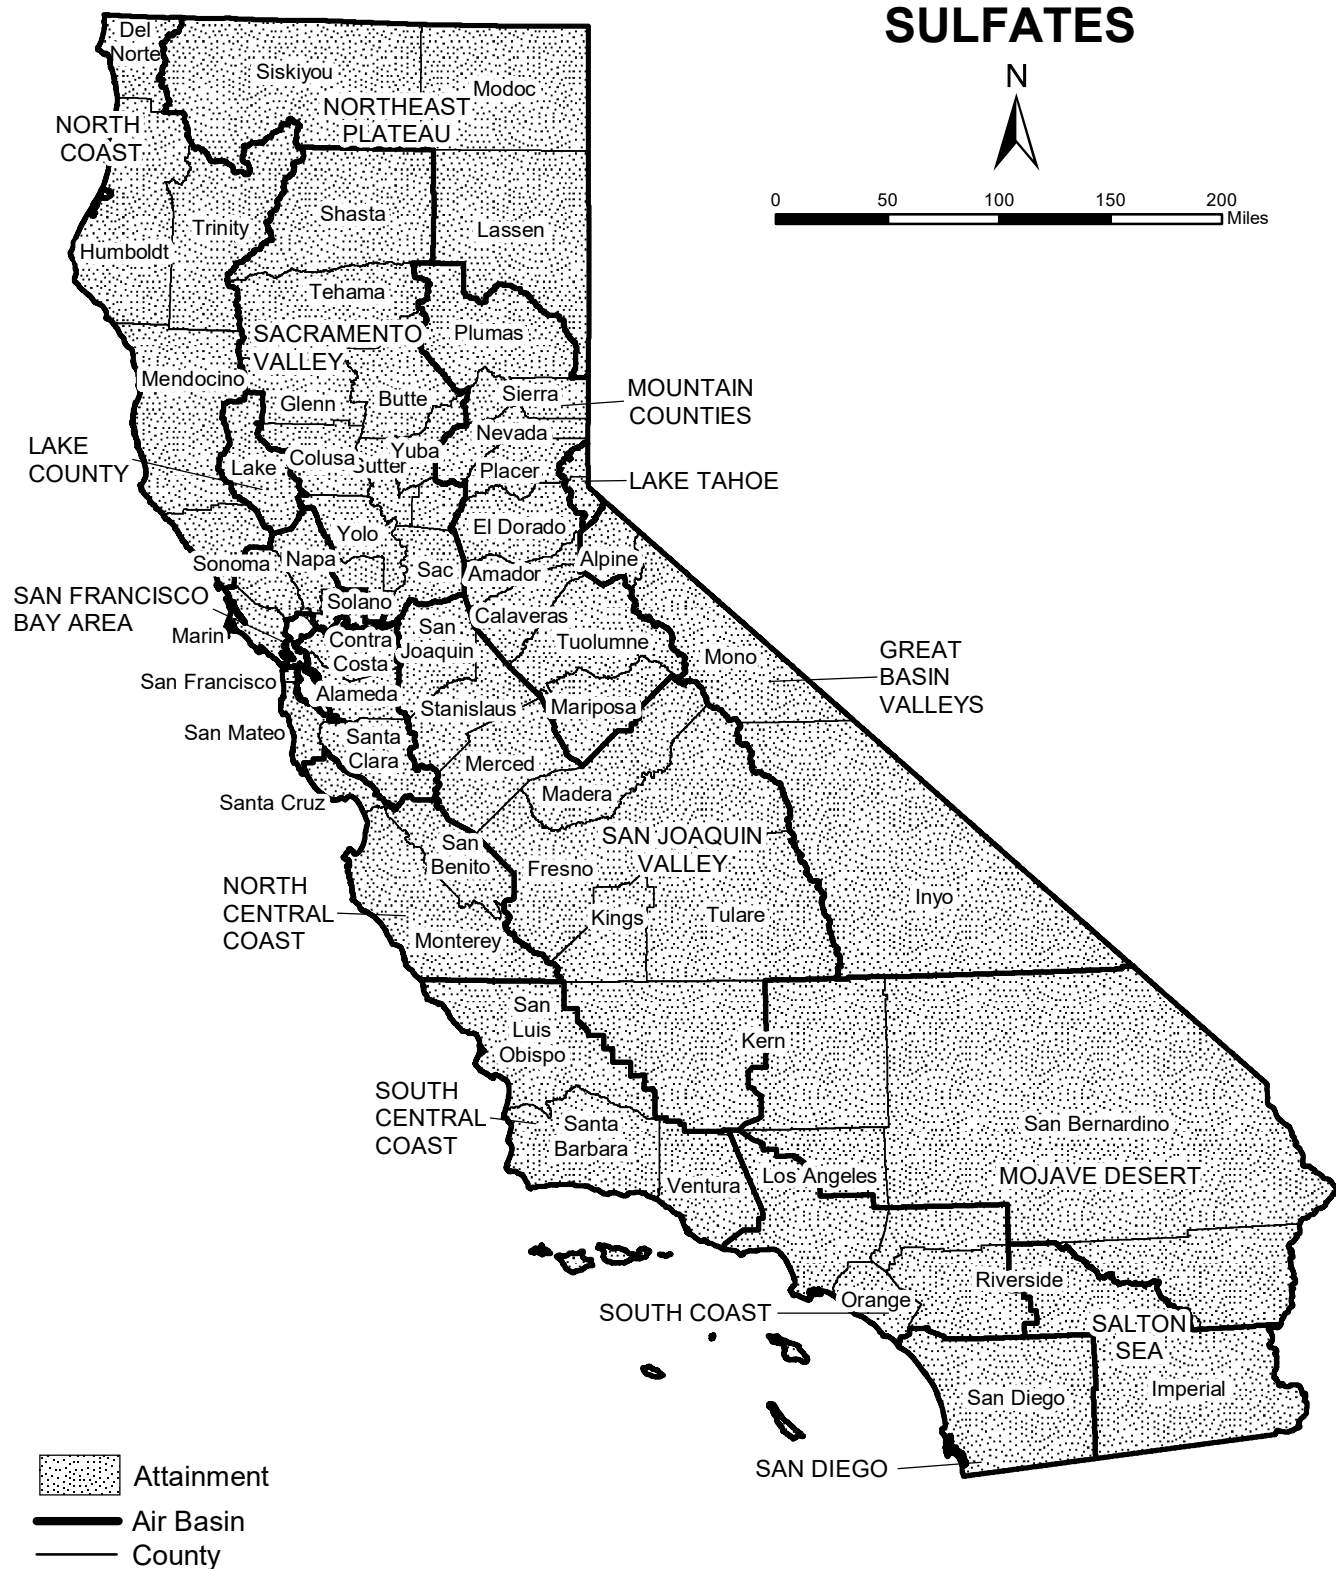 SULFATES
N
0 50 100 150 200
Miles
Del
Norte
Siskiyou
Modoc
NORTHEAST
PLATEAU
NORTH
COAST
Shasta
Trinity
Lassen
Humboldt
Tehama
SACRAMENTO
VALLEY
Plumas
Mendocino
Glenn
Butte
Sierra
MOUNTAIN
COUNTIES
Nevada
LAKE
COUNTY
Lake
Colusa
Sutter
Yuba
Placer
LAKE TAHOE
Yolo
El Dorado
Sonoma
Napa
Sac
Amador
Alpine
SAN FRANCISCO
BAY AREA
Solano
Marin
Contra
Costa
San
Joaquin
Calaveras
Tuolumne
Mono
GREAT
BASIN
VALLEYS
San Francisco
Alameda
Stanislaus
Mariposa
San Mateo
Santa
Clara
Merced
Santa Cruz
Madera
San
Benito
SAN JOAQUIN
VALLEY
Fresno
NORTH
CENTRAL
COAST
Kings
Tulare
Inyo
Monterey
San
Luis
Obispo
Kern
SOUTH
CENTRAL
COAST
Santa
Barbara
Ventura
Los Angeles
San Bernardino
MOJAVE DESERT
Riverside
Orange
SOUTH COAST
SALTON
SEA
San Diego
Imperial
SAN DIEGO
Attainment
Air Basin
County